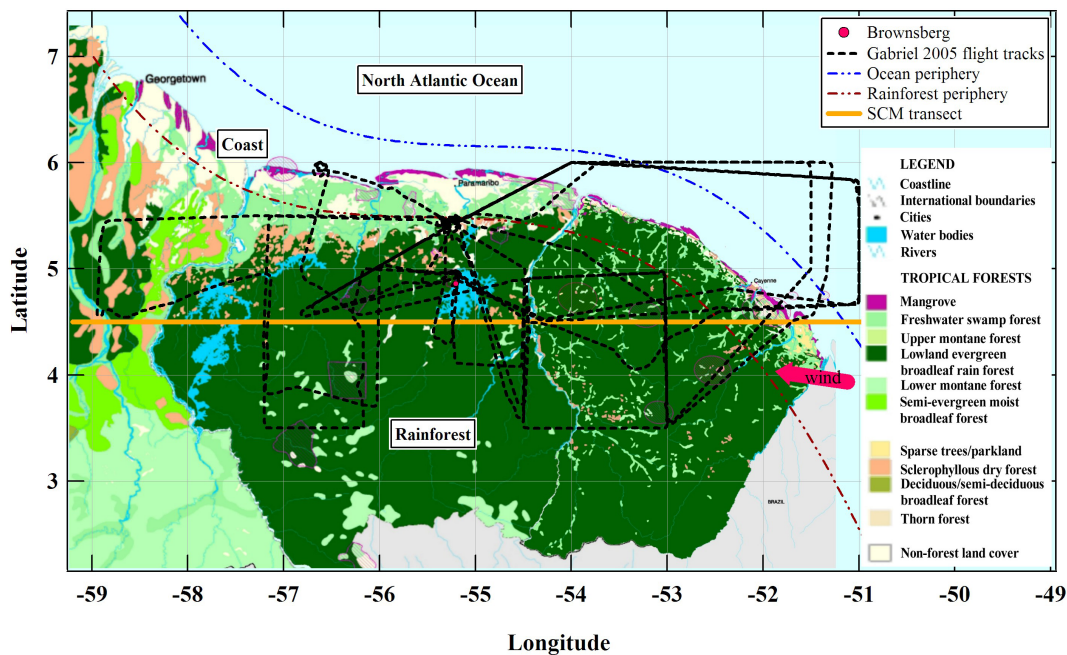 Brownsberg
Gabriel 2005 flight tracks
Ocean periphery
Rainforest periphery
SCM transect
North Atlantic Ocean
Georgetown
Coast
Paramaribo
Cayenne
wind
Rainforest
BRAZIL
LEGEND
Coastline
International boundaries
Cities
Water bodies
Rivers
TROPICAL FORESTS
Mangrove
Freshwater swamp forest
Upper montane forest
Lowland evergreen
broadleaf rain forest
Lower montane forest
Semi-evergreen moist
broadleaf forest
Sparse trees/parkland
Sclerophyllous dry forest
Deciduous/semi-deciduous
broadleaf forest
Thorn forest
Non-forest land cover
Latitude
7
6
5
4
3
-59
-58
-57
-56
-55
-54
-53
-52
-51
-50
-49
Longitude